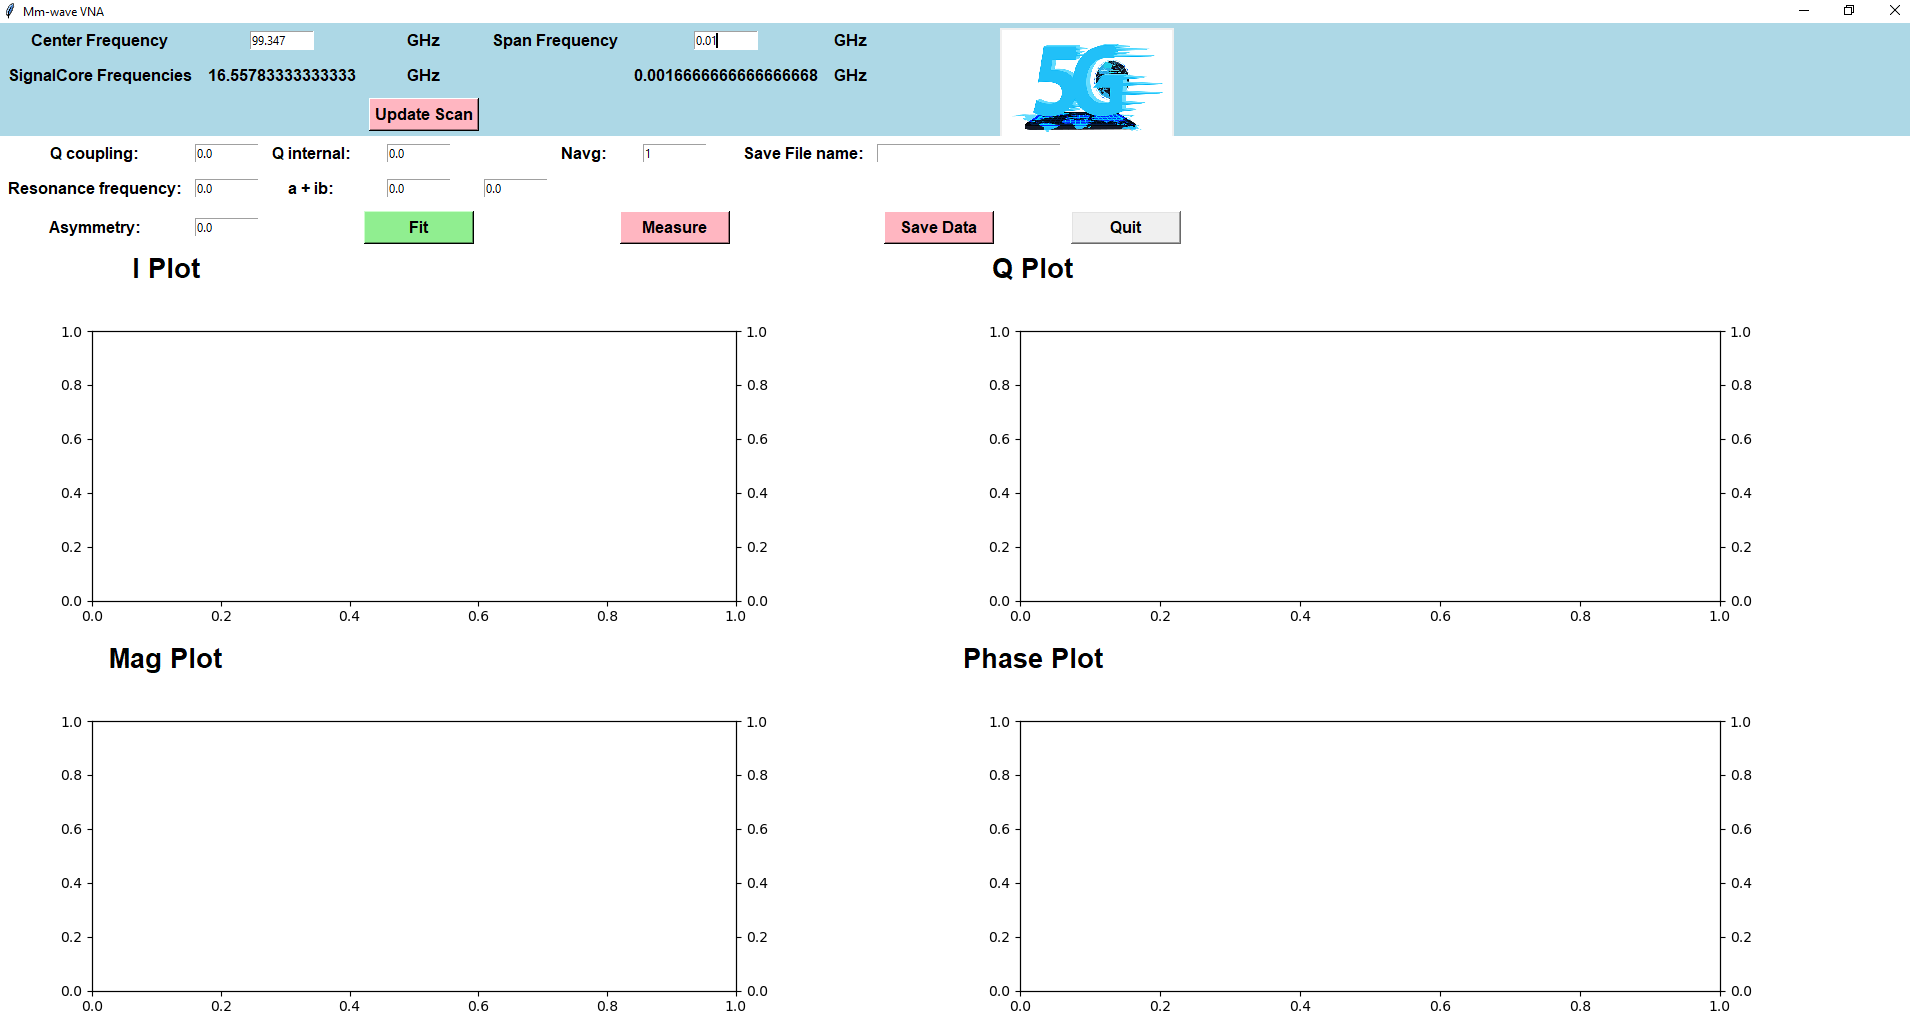 Mm-wave VNA
Center Frequency 99.347 GHz Span Frequency 0.01 GHz
SignalCore Frequencies 16.55783333333333 GHz 0.0016666666666666668 GHz
5G
Update Scan
Q coupling: 0.0 Q internal: 0.0 Navg: 1 Save File name:
Resonance frequency: 0.0 a + ib: 0.0 0.0
Asymmetry: 0.0 Fit Measure Save Data Quit
I Plot Q Plot
1.0 1.0 1.0 1.0
0.8 0.8 0.8 0.8
0.6 0.6 0.6 0.6
0.4 0.4 0.4 0.4
0.2 0.2 0.2 0.2
0.0 0.0 0.0 0.0
0.0 0.2 0.4 0.6 0.8 1.0 0.0 0.2 0.4 0.6 0.8 1.0
Mag Plot Phase Plot
1.0 1.0 1.0 1.0
0.8 0.8 0.8 0.8
0.6 0.6 0.6 0.6
0.4 0.4 0.4 0.4
0.2 0.2 0.2 0.2
0.0 0.0 0.0 0.0
0.0 0.2 0.4 0.6 0.8 1.0 0.0 0.2 0.4 0.6 0.8 1.0